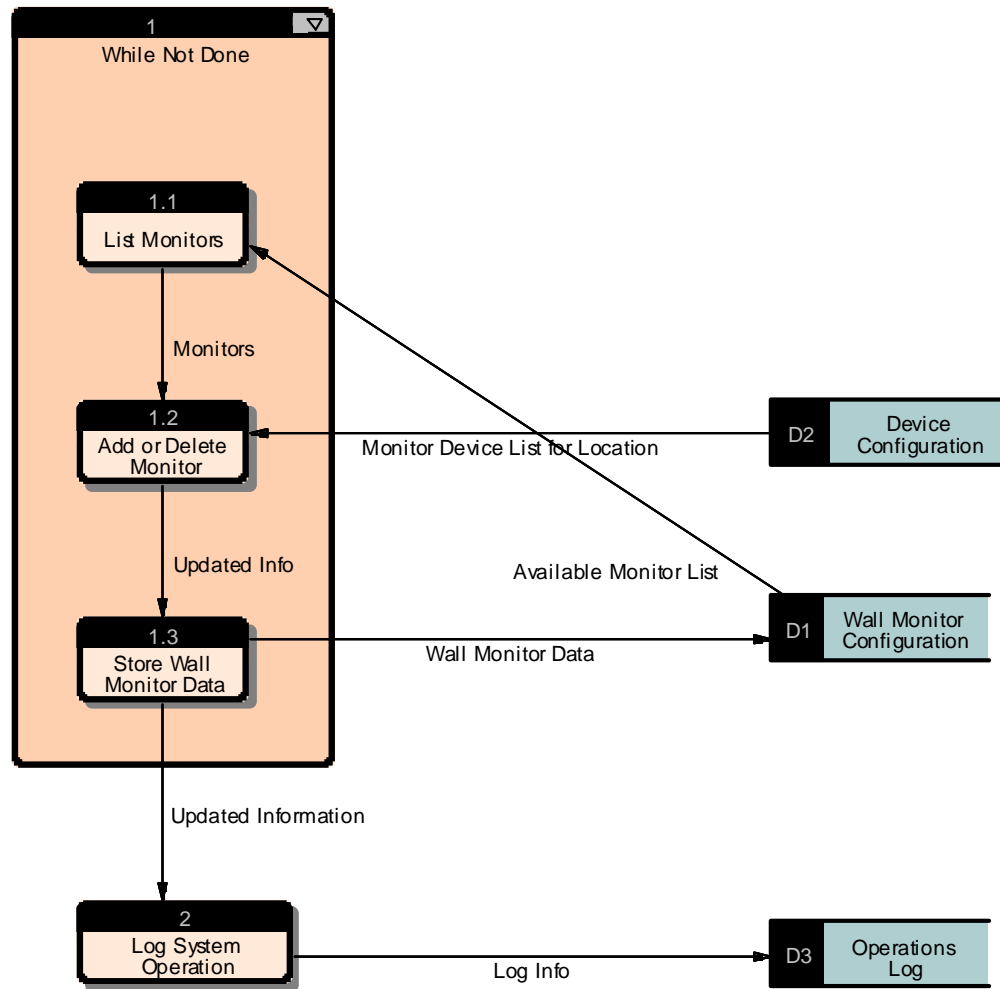 1
While Not Done
1.1
List Monitors
Monitors
1.2
Add or Delete
Monitor
Monitor Device List for Location
D2
Device
Configuration
Updated Info
Available Monitor List
1.3
Store Wall
Monitor Data
Wall Monitor Data
D1
Wall Monitor
Configuration
Updated Information
2
Log System
Operation
Log Info
D3
Operations
Log